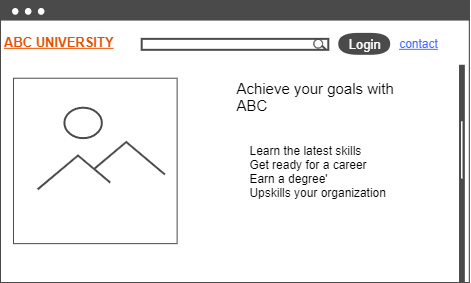 ABC UNIVERSITY
Login
contact
Achieve your goals with
ABC
Learn the latest skills
Get ready for a career
Earn a degree'
Upskills your organization